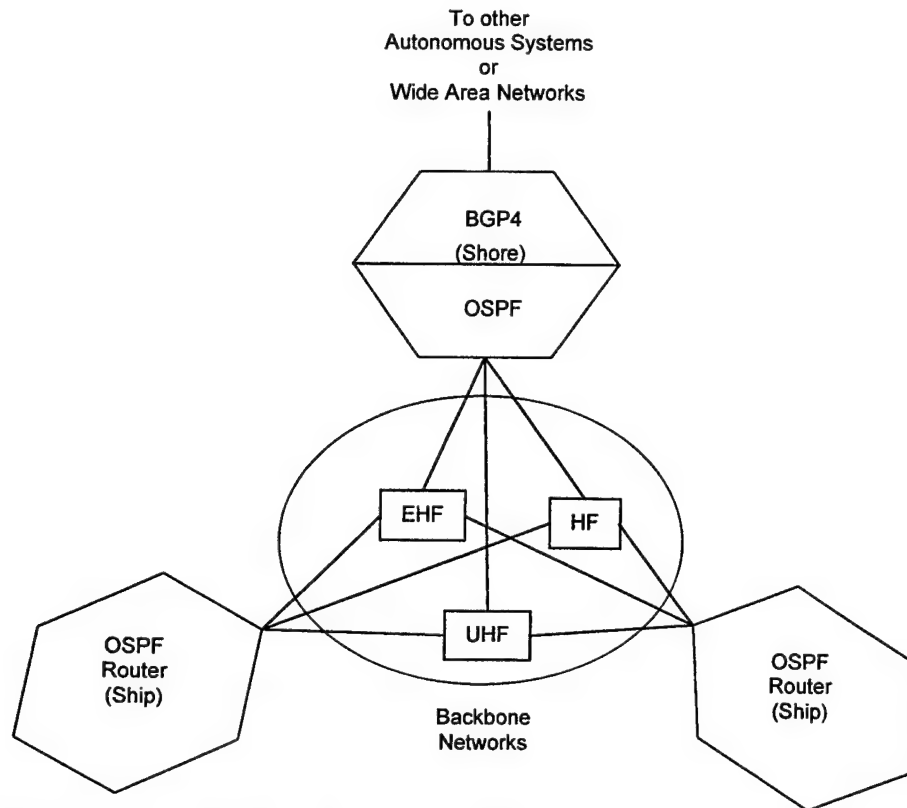 To other
Autonomous Systems
or
Wide Area Networks
BGP4
(Shore)
OSPF
EHF
HF
UHF
OSPF
Router
(Ship)
OSPF
Router
(Ship)
Backbone
Networks